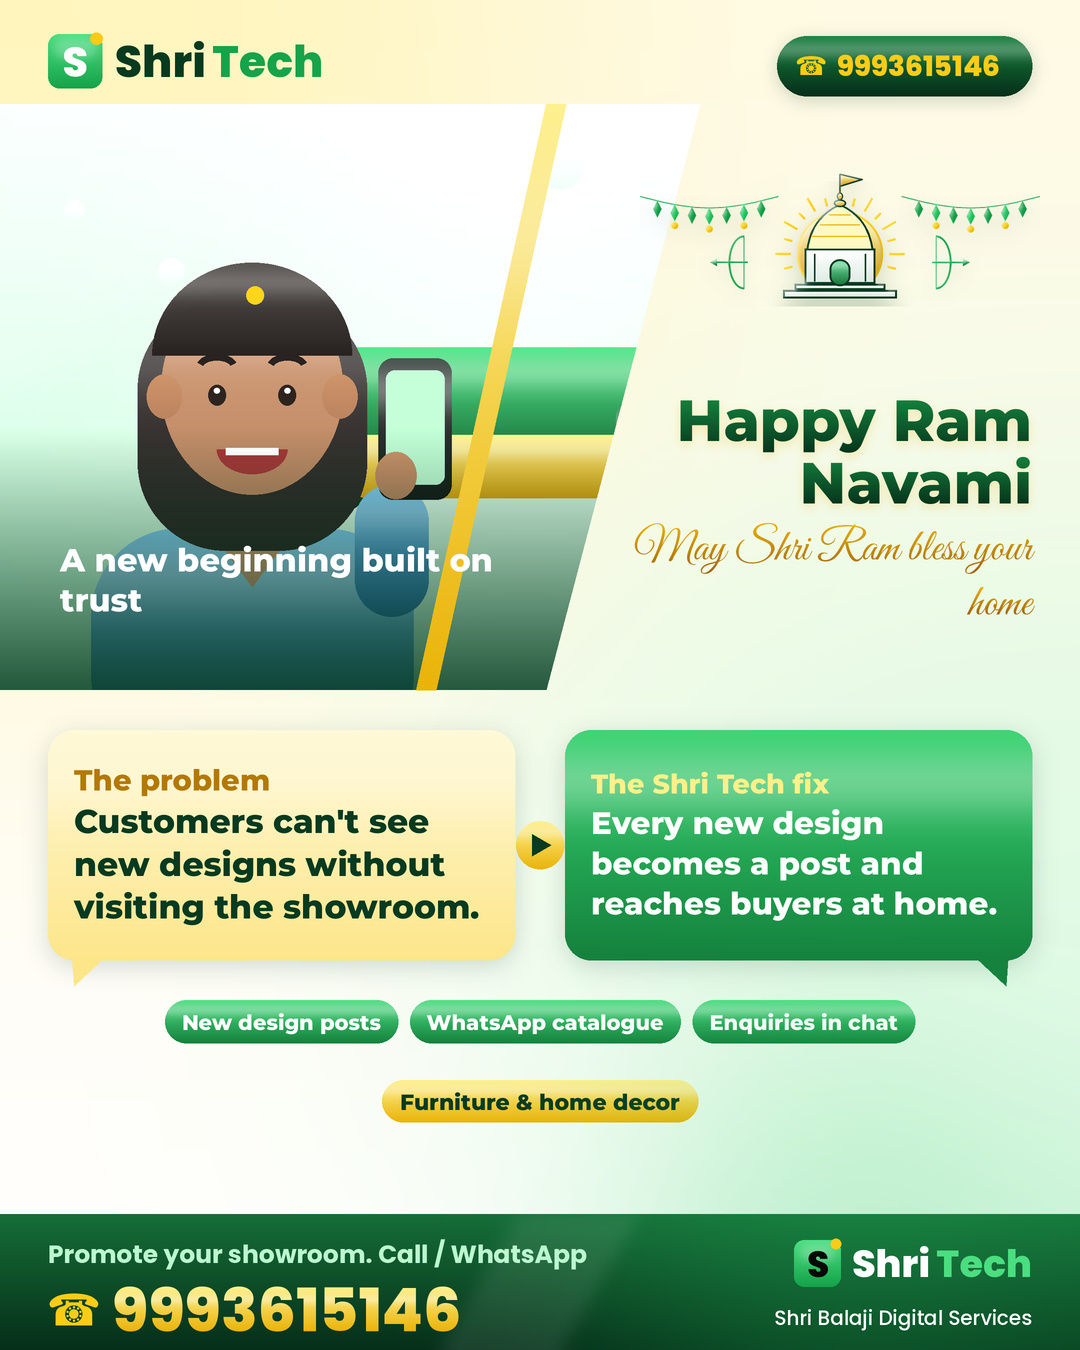 S Shri Tech
☎ 9993615146
Happy Ram
Navami
May Shri Ram bless your
home
A new beginning built on
trust
The problem
Customers can't see
new designs without
visiting the showroom.
The Shri Tech fix
Every new design
becomes a post and
reaches buyers at home.
New design posts
WhatsApp catalogue
Enquiries in chat
Furniture & home decor
Promote your showroom. Call / WhatsApp
☎ 9993615146
S Shri Tech
Shri Balaji Digital Services